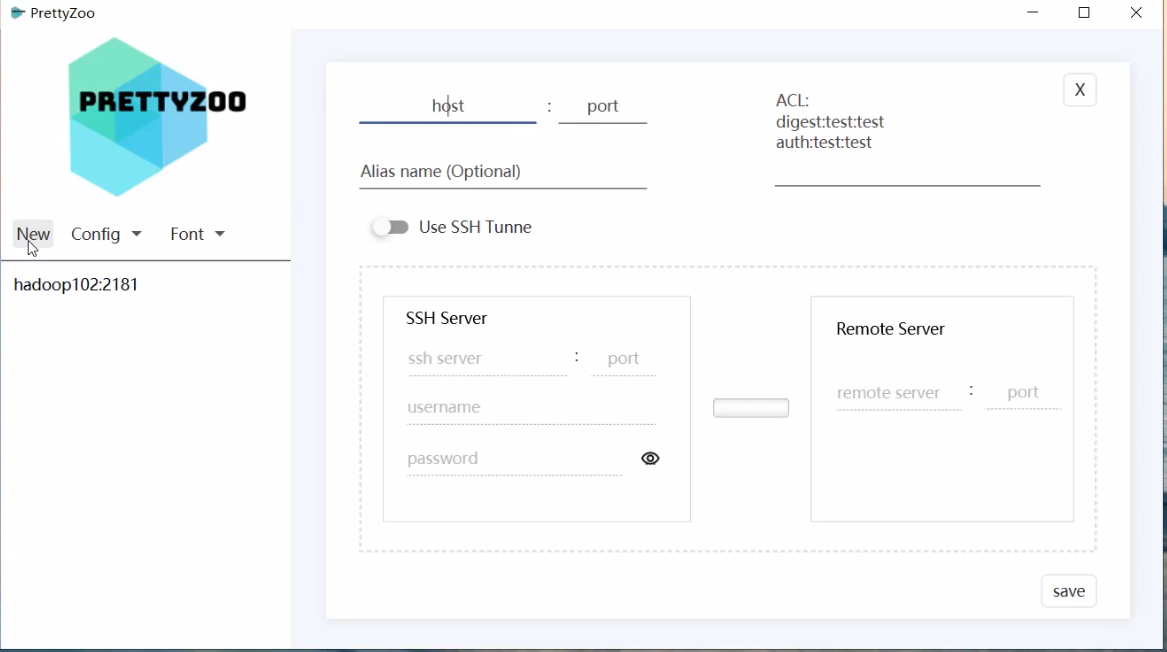 PrettyZoo
PRETTYZOO
New Config Font
hadoop102:2181
host : port
Alias name (Optional)
ACL:
digest:test:test
auth:test:test
X
Use SSH Tunne
SSH Server
ssh server : port
username
password
Remote Server
remote server : port
save